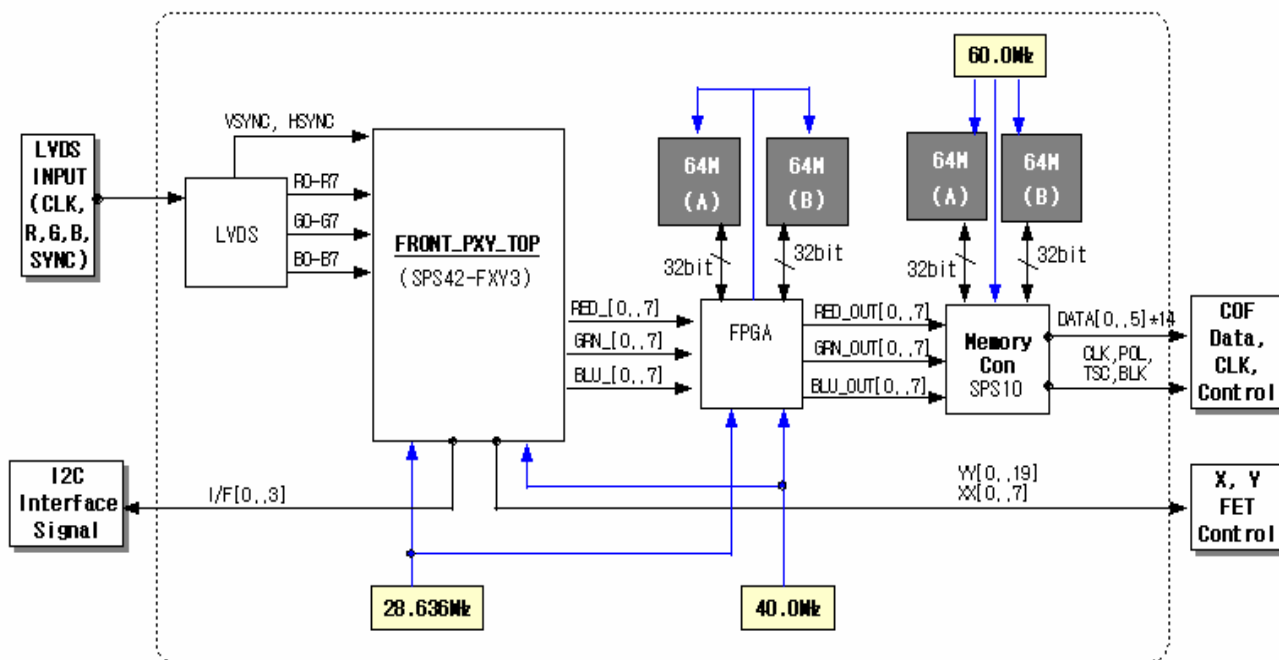 60.0MHz
VSYNC, HSYNC
LVDS
INPUT
(CLK,
R,G,B,
SYNC)
LVDS
R0-R7
G0-G7
B0-B7
FRONT_PXY_TOP
(SPS42-FXY3)
64M
(A)
64M
(B)
64M
(A)
64M
(B)
32bit
32bit
32bit
32bit
RED_[0,,7]
GRN_[0,,7]
BLU_[0,,7]
FPGA
RED_OUT[0,,7]
GRN_OUT[0,,7]
BLU_OUT[0,,7]
Memory
Con
SPS10
DATA[0,,5]*14
CLK,POL,
TSC,BLK
COF
Data,
CLK,
Control
I2C
Interface
Signal
I/F[0,,3]
YY[0,,19]
XX[0,,7]
X, Y
FET
Control
28.636MHz
40.0MHz